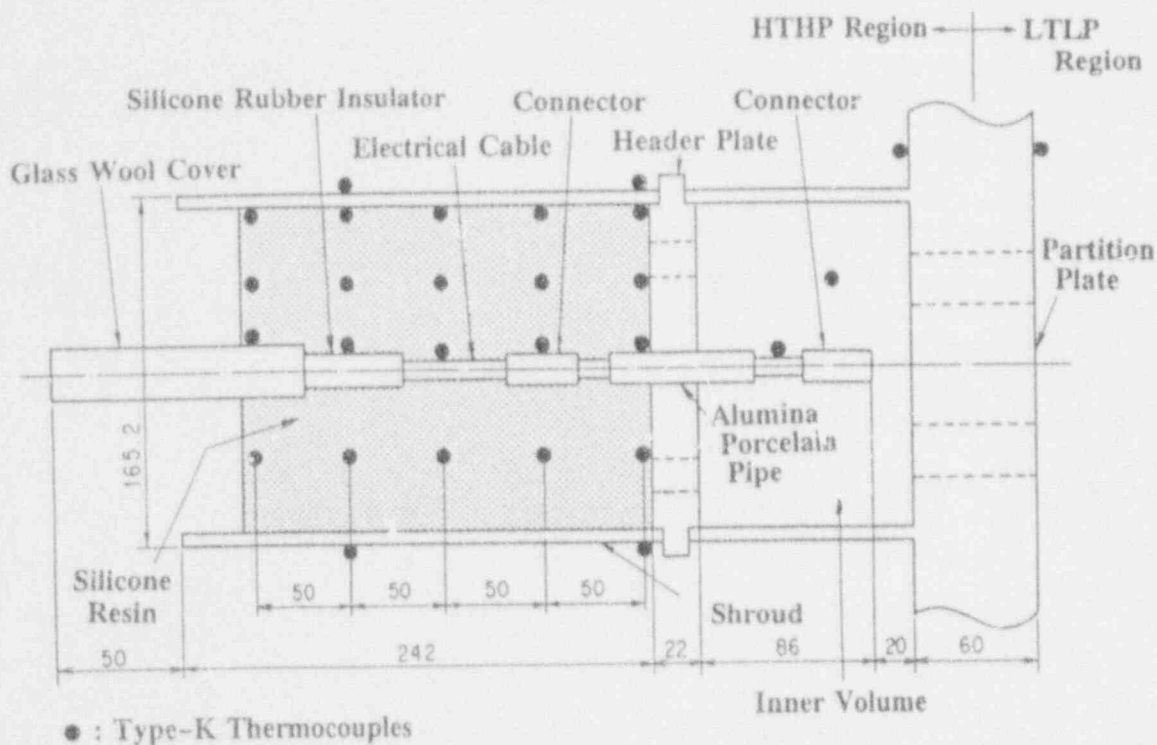 HTHP Region
LTLP
Region
Silicone Rubber Insulator
Connector
Connector
Electrical Cable
Header Plate
Glass Wool Cover
Partition
Plate
165.2
Alumina
Porcelain
Pipe
Silicone
Resin
50
50
50
50
Shroud
50
242
22
86
20
60
Inner Volume
● : Type-K Thermocouples